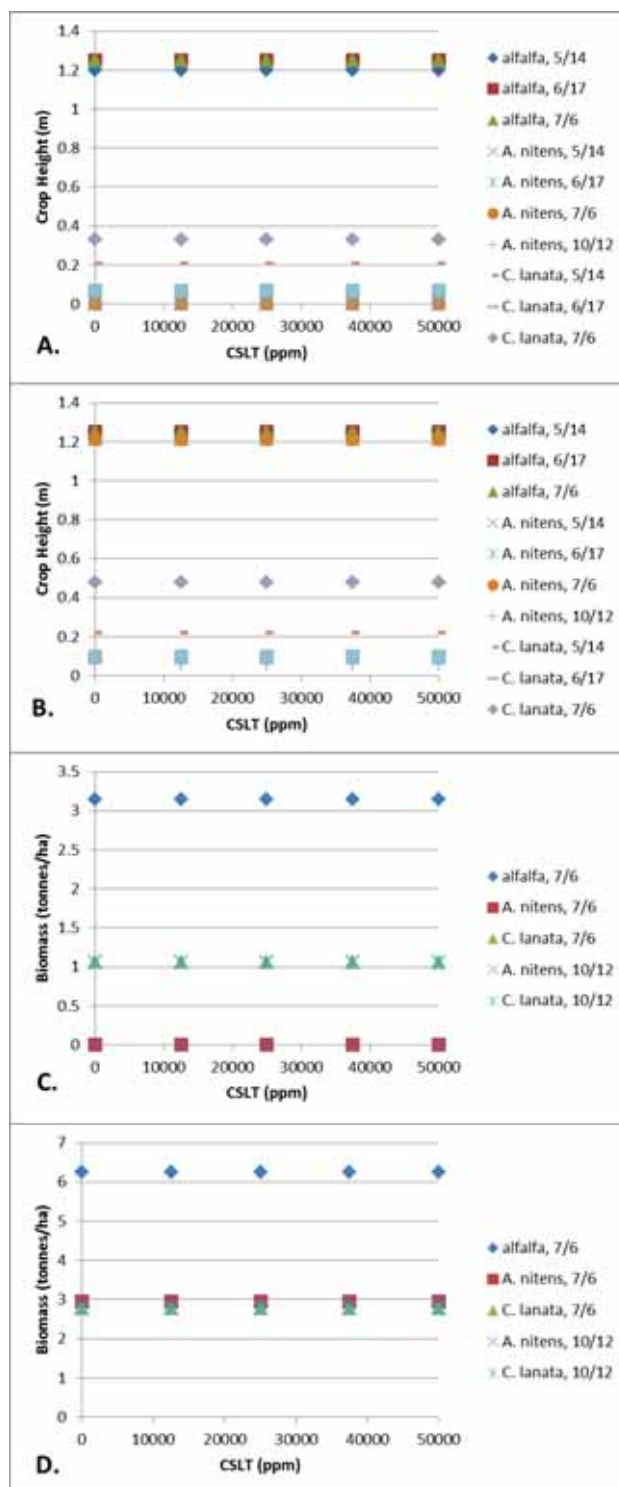 1.4
1.2
1
0.8
0.6
0.4
0.2
0
Crop Height (m)
0 10000 20000 30000 40000 50000
CSLT (ppm)
A.
alfalfa, 5/14
alfalfa, 6/17
alfalfa, 7/6
A. nitens, 5/14
A. nitens, 6/17
A. nitens, 7/6
A. nitens, 10/12
C. lanata, 5/14
C. lanata, 6/17
C. lanata, 7/6
1.4
1.2
1
0.8
0.6
0.4
0.2
0
Crop Height (m)
0 10000 20000 30000 40000 50000
CSLT (ppm)
B.
alfalfa, 5/14
alfalfa, 6/17
alfalfa, 7/6
A. nitens, 5/14
A. nitens, 6/17
A. nitens, 7/6
A. nitens, 10/12
C. lanata, 5/14
C. lanata, 6/17
C. lanata, 7/6
3.5
3
2.5
2
1.5
1
0.5
0
Biomass (tonnes/ha)
0 10000 20000 30000 40000 50000
CSLT (ppm)
C.
alfalfa, 7/6
A. nitens, 7/6
C. lanata, 7/6
A. nitens, 10/12
C. lanata, 10/12
7
6
5
4
3
2
1
0
Biomass (tonnes/ha)
0 10000 20000 30000 40000 50000
CSLT (ppm)
D.
alfalfa, 7/6
A. nitens, 7/6
C. lanata, 7/6
A. nitens, 10/12
C. lanata, 10/12